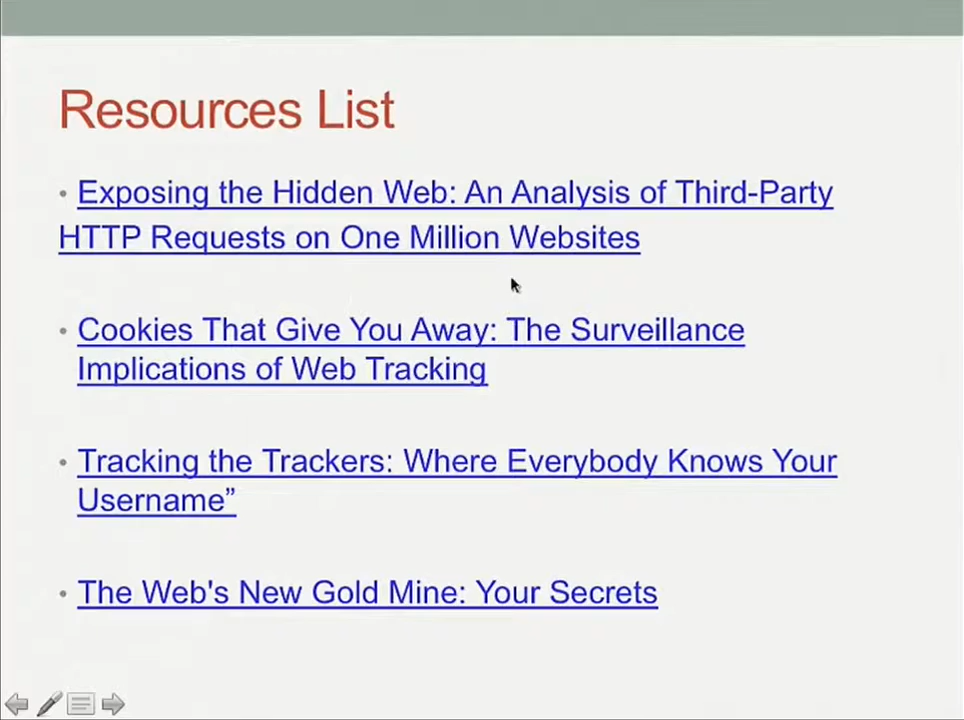 Resources List
• Exposing the Hidden Web: An Analysis of Third-Party
HTTP Requests on One Million Websites
• Cookies That Give You Away: The Surveillance
Implications of Web Tracking
• Tracking the Trackers: Where Everybody Knows Your
Username”
• The Web's New Gold Mine: Your Secrets